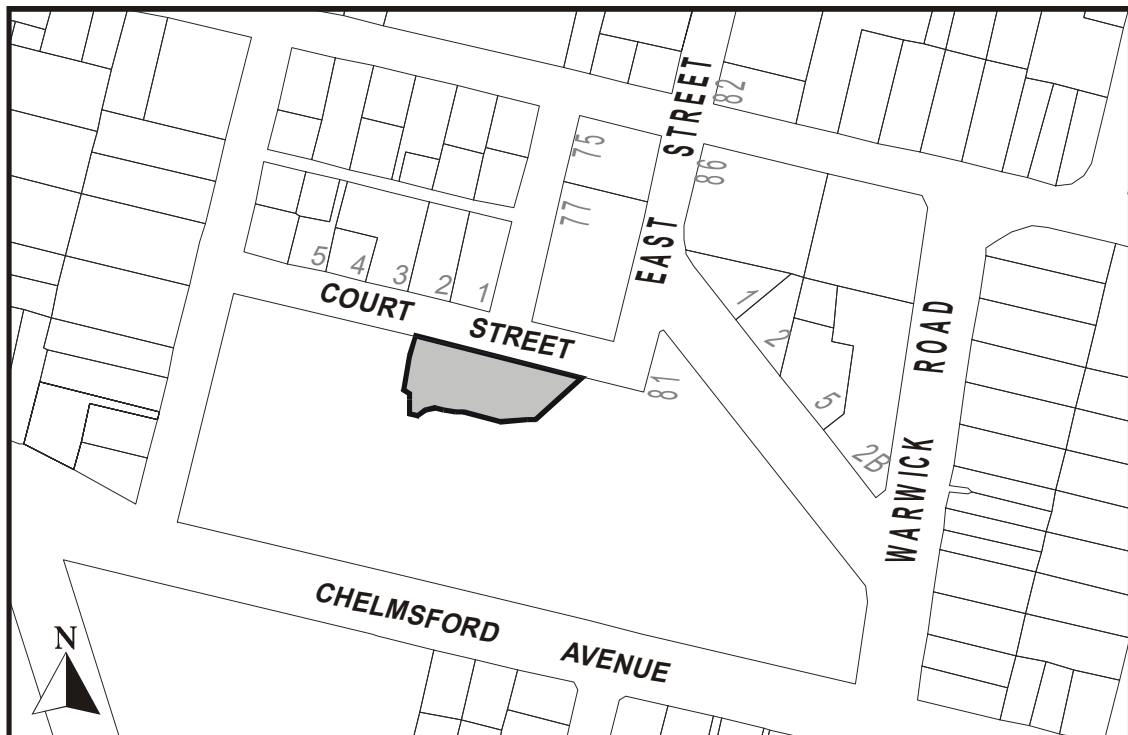 82
STREET
75
86
77
EAST
5
4
3
2
1
COURT
STREET
1
2
5
ROAD
81
2B
WARWICK
CHELMSFORD
AVENUE
N